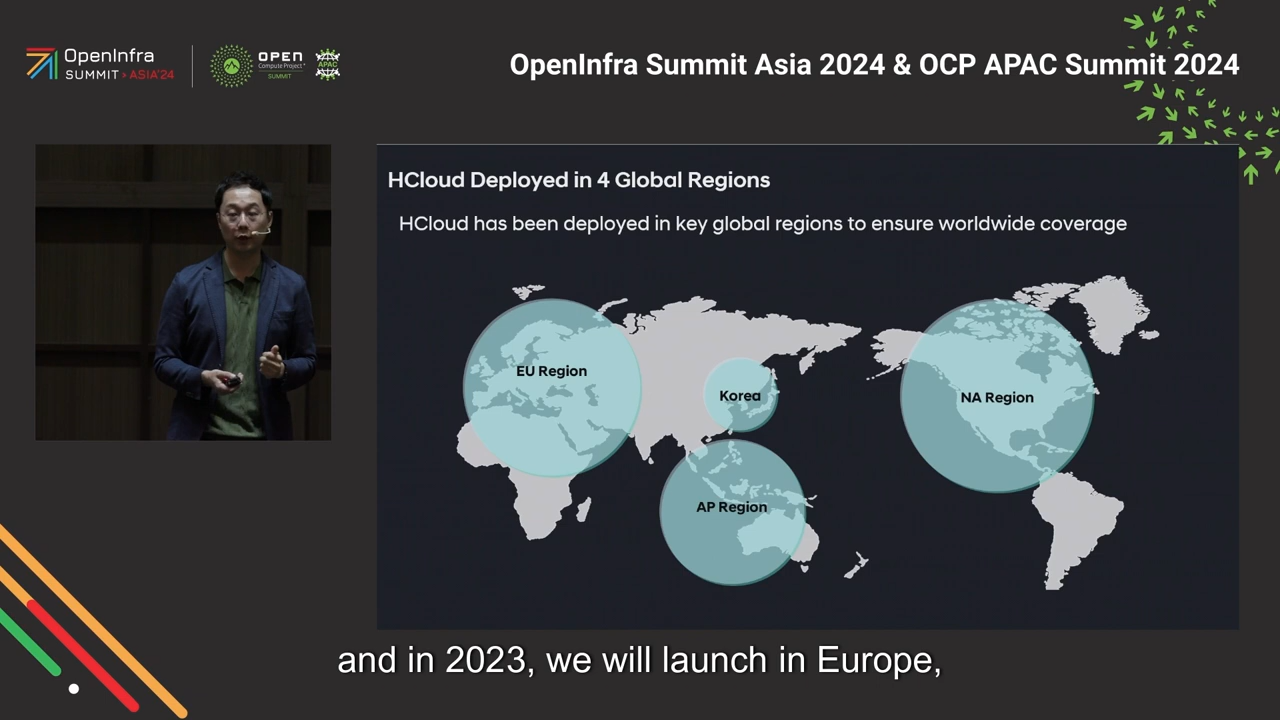 OpenInfra
SUMMIT ASIA'24
OPEN
Compute Project®
SUMMIT
APAC
OpenInfra Summit Asia 2024 & OCP APAC Summit 2024
HCloud Deployed in 4 Global Regions
HCloud has been deployed in key global regions to ensure worldwide coverage
EU Region
Korea
NA Region
AP Region
and in 2023, we will launch in Europe,